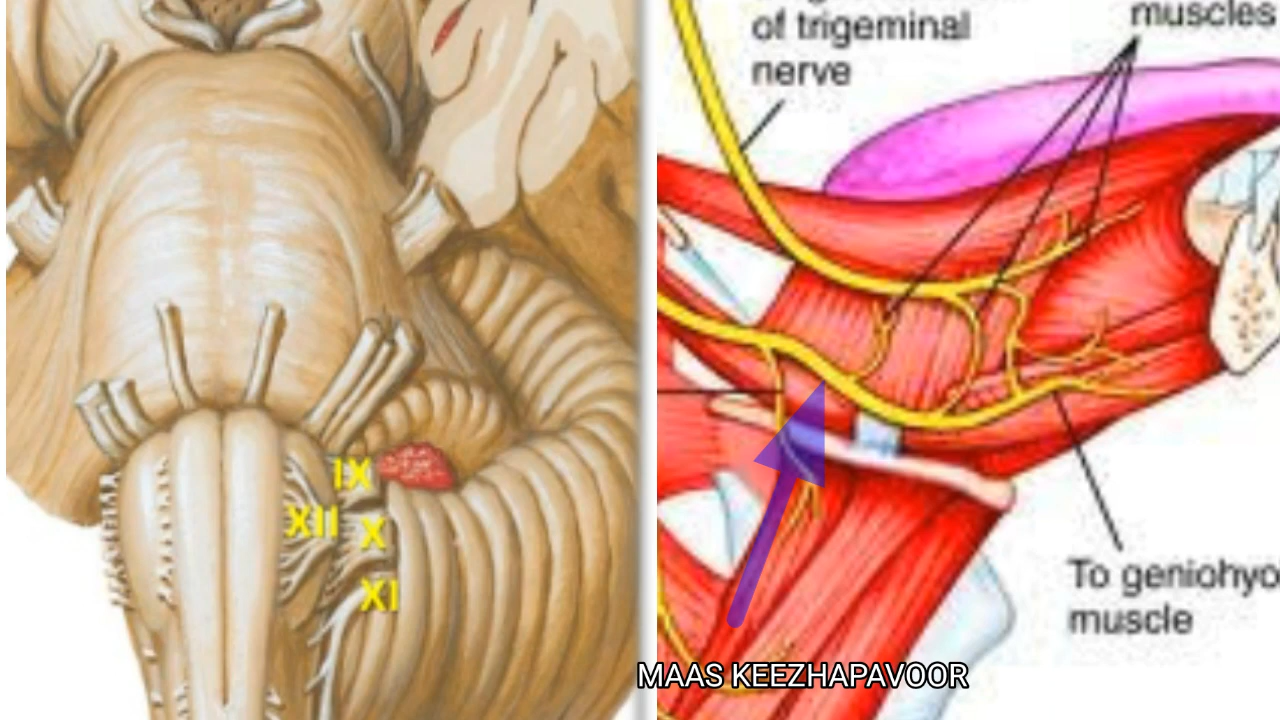 of trigeminal
nerve
muscles
IX
XII
X
XI
To geniohyo
muscle
MAAS KEEZHAPAVOOR